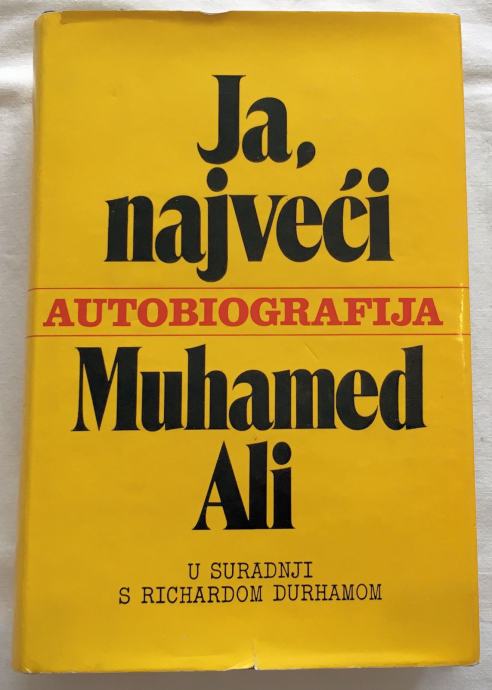 Ja,
najveći
AUTOBIOGRAFIJA
Muhamed
Ali
U SURADNJI
S RICHARDOM DURHAMOM